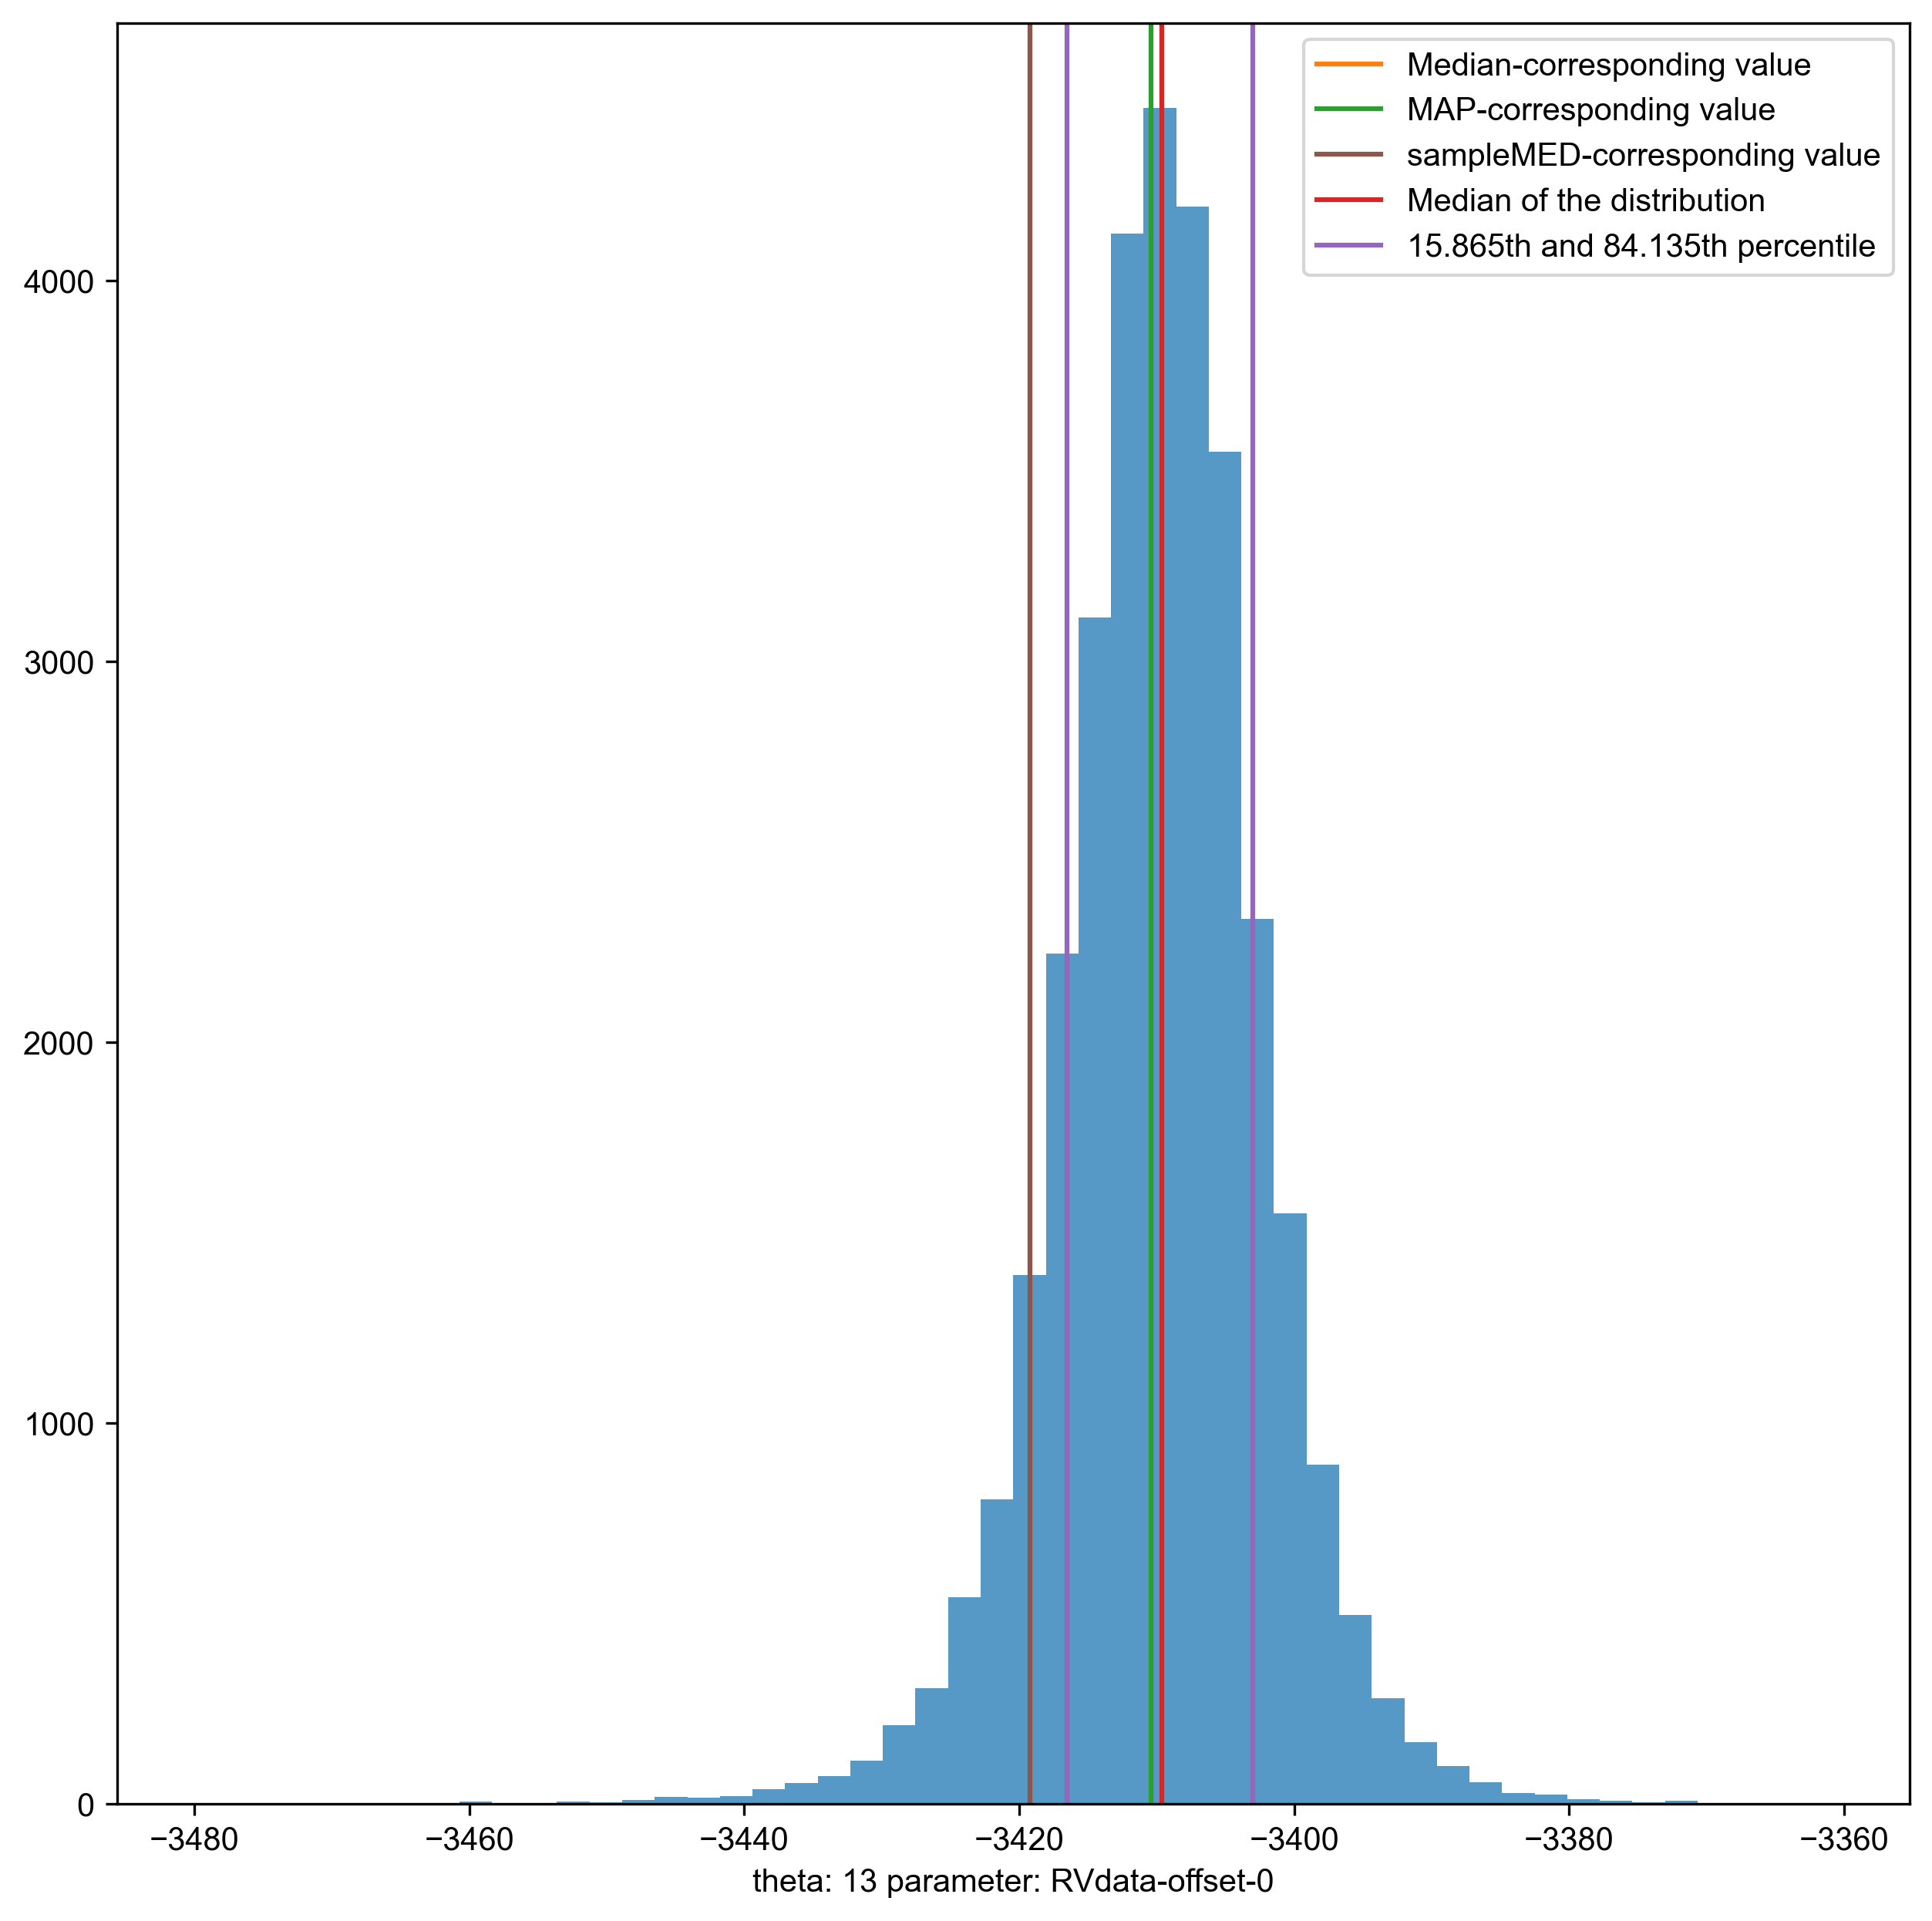 Median-corresponding value
MAP-corresponding value
sampleMED-corresponding value
Median of the distribution
15.865th and 84.135th percentile
4000
3000
2000
1000
0
−3480 −3460 −3440 −3420 −3400 −3380 −3360
theta: 13 parameter: RVdata-offset-0